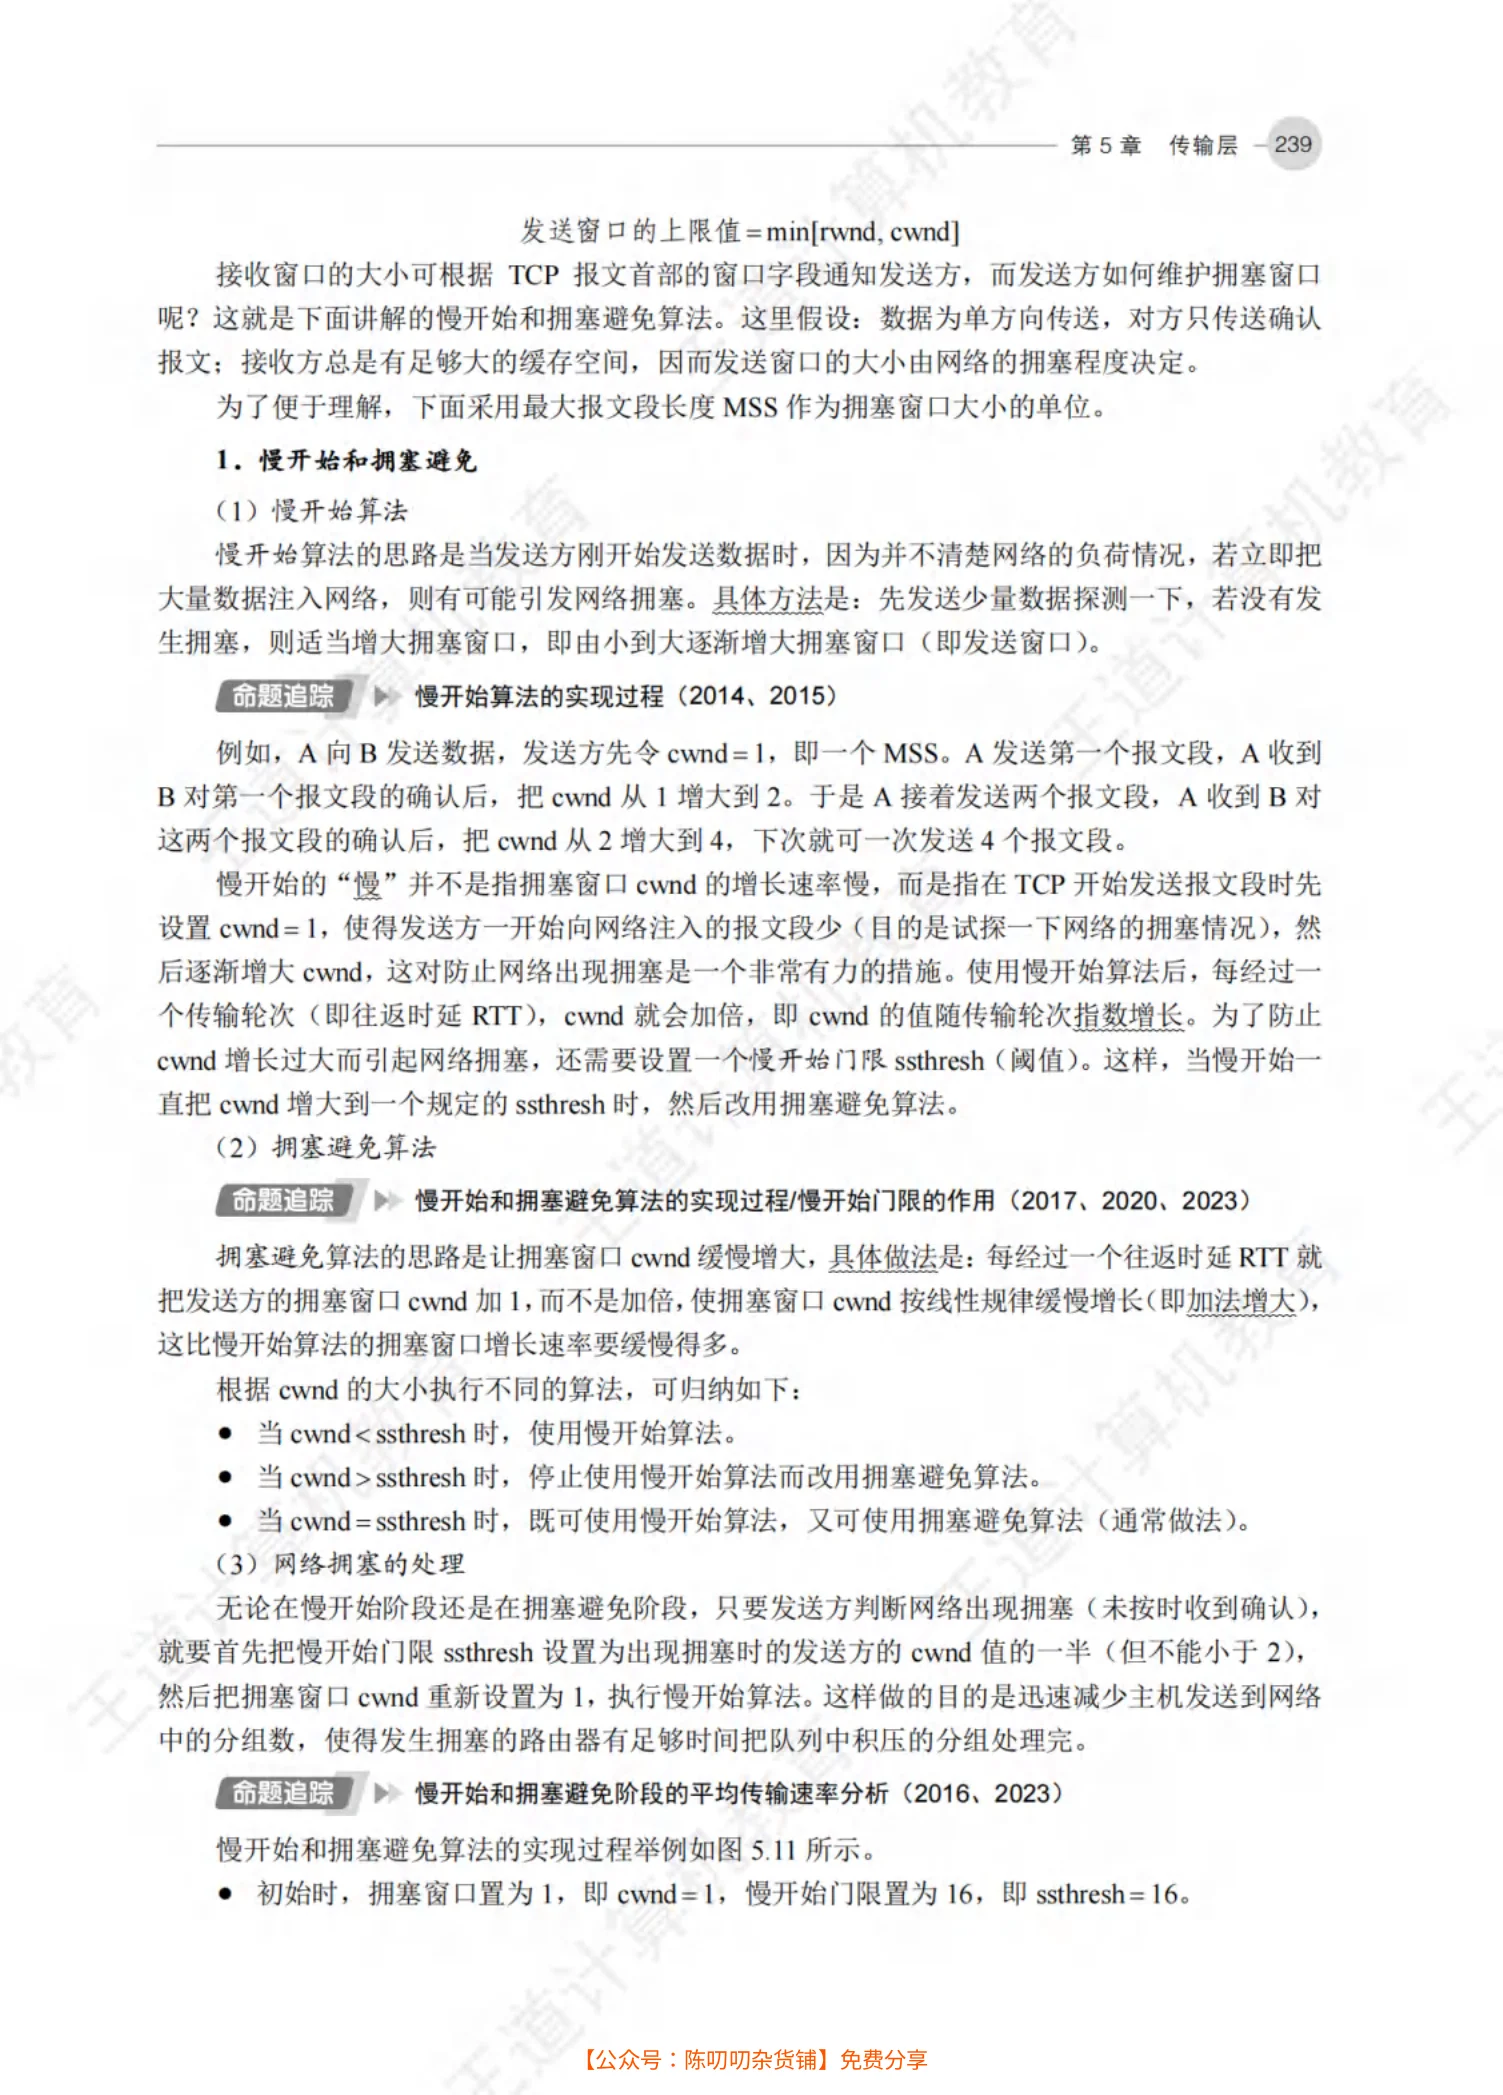 第 5 章 传输层 239
发送窗口的上限值=min[rwnd, cwnd]
接收窗口的大小可根据 TCP 报文首部的窗口字段通知发送方，而发送方如何维护拥塞窗口
呢？这就是下面讲解的慢开始和拥塞避免算法。这里假设：数据为单方向传送，对方只传送确认
报文；接收方总是有足够大的缓存空间，因而发送窗口的大小由网络的拥塞程度决定。
为了便于理解，下面采用最大报文段长度 MSS 作为拥塞窗口大小的单位。
1．慢开始和拥塞避免
（1）慢开始算法
慢开始算法的思路是当发送方刚开始发送数据时，因为并不清楚网络的负荷情况，若立即把
大量数据注入网络，则有可能引发网络拥塞。具体方法是：先发送少量数据探测一下，若没有发
生拥塞，则适当增大拥塞窗口，即由小到大逐渐增大拥塞窗口（即发送窗口）。
命题追踪 慢开始算法的实现过程（2014、2015）
例如，A 向 B 发送数据，发送方先令 cwnd=1，即一个 MSS。A 发送第一个报文段，A 收到
B 对第一个报文段的确认后，把 cwnd 从 1 增大到 2。于是 A 接着发送两个报文段，A 收到 B 对
这两个报文段的确认后，把 cwnd 从 2 增大到 4，下次就可一次发送 4 个报文段。
慢开始的“慢”并不是指拥塞窗口 cwnd 的增长速率慢，而是指在 TCP 开始发送报文段时先
设置 cwnd=1，使得发送方一开始向网络注入的报文段少（目的是试探一下网络的拥塞情况），然
后逐渐增大 cwnd，这对防止网络出现拥塞是一个非常有力的措施。使用慢开始算法后，每经过一
个传输轮次（即往返时延 RTT），cwnd 就会加倍，即 cwnd 的值随传输轮次指数增长。为了防止
cwnd 增长过大而引起网络拥塞，还需要设置一个慢开始门限 ssthresh（阈值）。这样，当慢开始一
直把 cwnd 增大到一个规定的 ssthresh 时，然后改用拥塞避免算法。
（2）拥塞避免算法
命题追踪 慢开始和拥塞避免算法的实现过程/慢开始门限的作用（2017、2020、2023）
拥塞避免算法的思路是让拥塞窗口 cwnd 缓慢增大，具体做法是：每经过一个往返时延 RTT 就
把发送方的拥塞窗口 cwnd 加 1，而不是加倍，使拥塞窗口 cwnd 按线性规律缓慢增长（即加法增大），
这比慢开始算法的拥塞窗口增长速率要缓慢得多。
根据 cwnd 的大小执行不同的算法，可归纳如下：
● 当 cwnd<ssthresh 时，使用慢开始算法。
● 当 cwnd>ssthresh 时，停止使用慢开始算法而改用拥塞避免算法。
● 当 cwnd=ssthresh 时，既可使用慢开始算法，又可使用拥塞避免算法（通常做法）。
（3）网络拥塞的处理
无论在慢开始阶段还是在拥塞避免阶段，只要发送方判断网络出现拥塞（未按时收到确认），
就要首先把慢开始门限 ssthresh 设置为出现拥塞时的发送方的 cwnd 值的一半（但不能小于 2），
然后把拥塞窗口 cwnd 重新设置为 1，执行慢开始算法。这样做的目的是迅速减少主机发送到网络
中的分组数，使得发生拥塞的路由器有足够时间把队列中积压的分组处理完。
命题追踪 慢开始和拥塞避免阶段的平均传输速率分析（2016、2023）
慢开始和拥塞避免算法的实现过程举例如图 5.11 所示。
● 初始时，拥塞窗口置为 1，即 cwnd=1，慢开始门限置为 16，即 ssthresh=16。
【公众号：陈叨叨杂货铺】免费分享
王道计算机教育